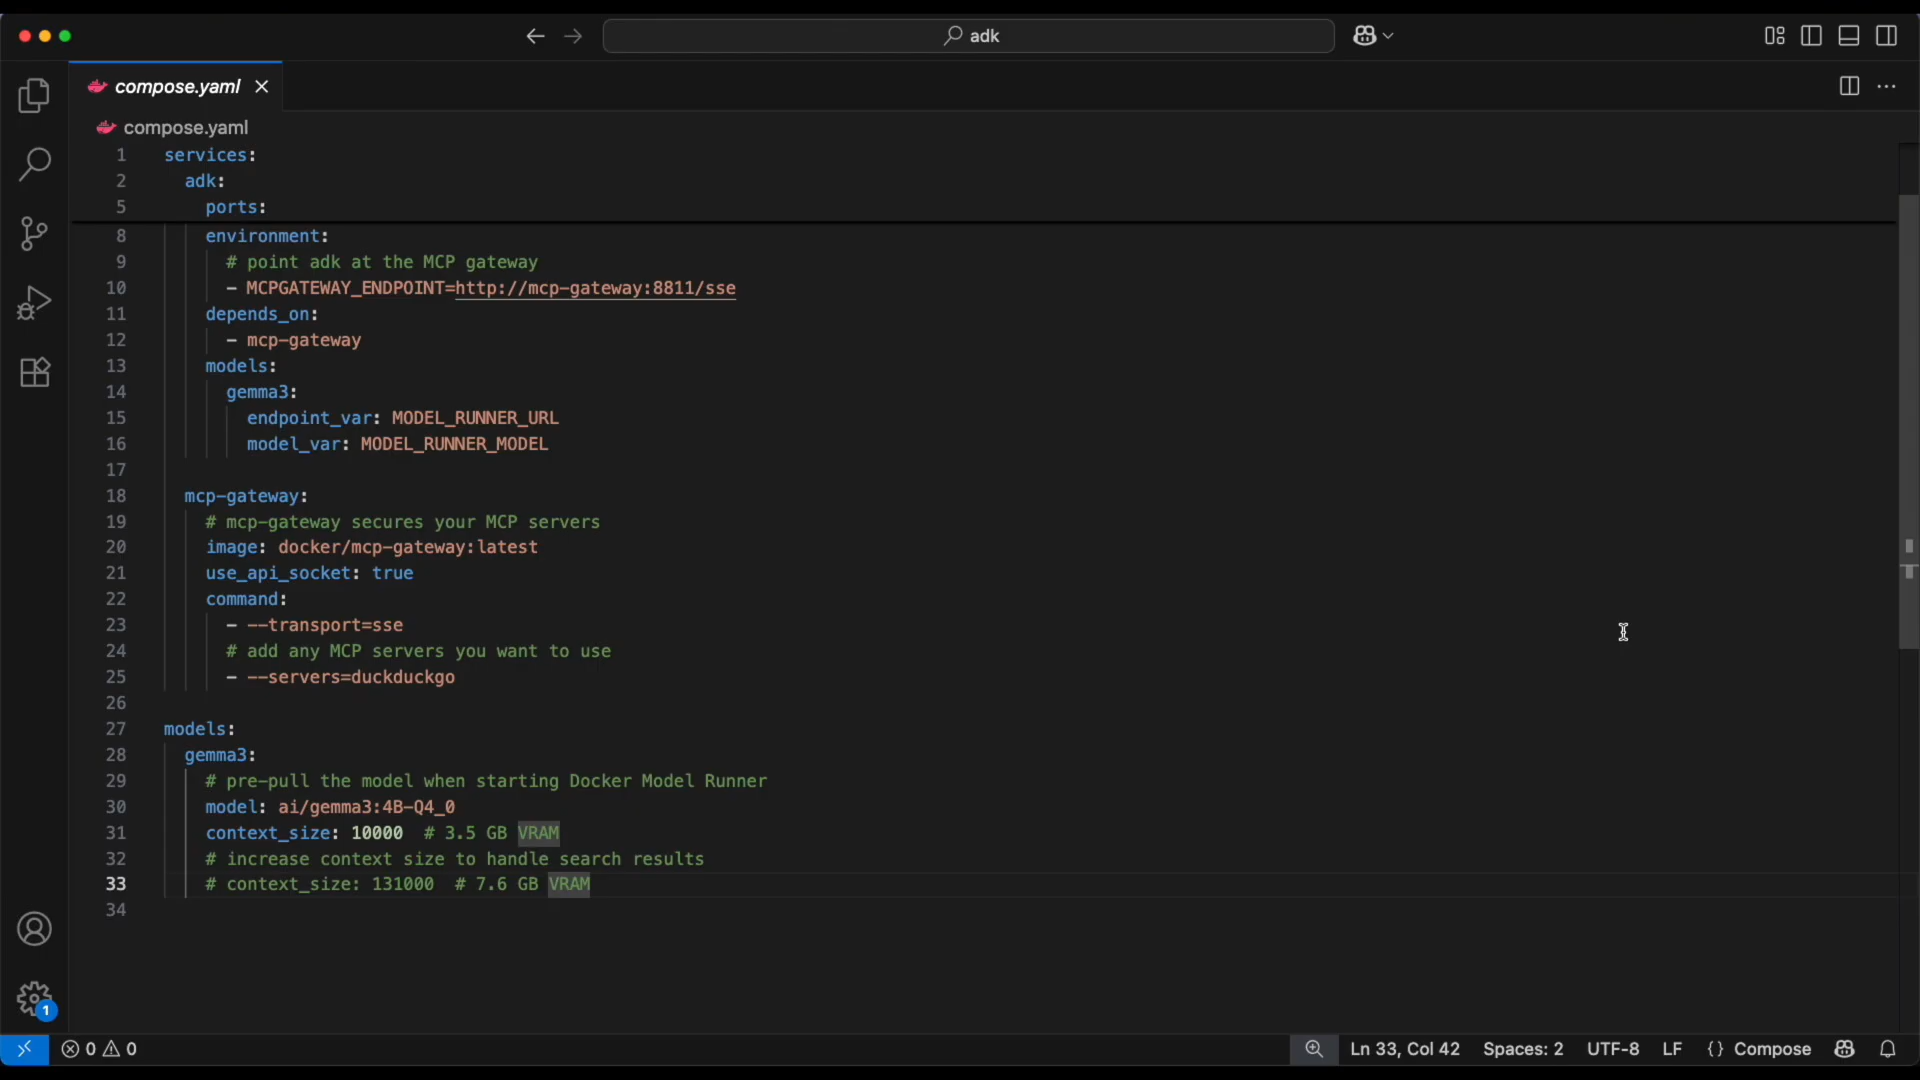 adk
compose.yaml
compose.yaml
1 services:
2 adk:
5 ports:
8 environment:
9 # point adk at the MCP gateway
10 - MCPGATEWAY_ENDPOINT=http://mcp-gateway:8811/sse
11 depends_on:
12 - mcp-gateway
13 models:
14 gemma3:
15 endpoint_var: MODEL_RUNNER_URL
16 model_var: MODEL_RUNNER_MODEL
17
18 mcp-gateway:
19 # mcp-gateway secures your MCP servers
20 image: docker/mcp-gateway:latest
21 use_api_socket: true
22 command:
23 - --transport=sse
24 # add any MCP servers you want to use
25 - --servers=duckduckgo
26
27 models:
28 gemma3:
29 # pre-pull the model when starting Docker Model Runner
30 model: ai/gemma3:4B-Q4_0
31 context_size: 10000 # 3.5 GB VRAM
32 # increase context size to handle search results
33 # context_size: 131000 # 7.6 GB VRAM
34
1
0 0 Ln 33, Col 42 Spaces: 2 UTF-8 LF {} Compose